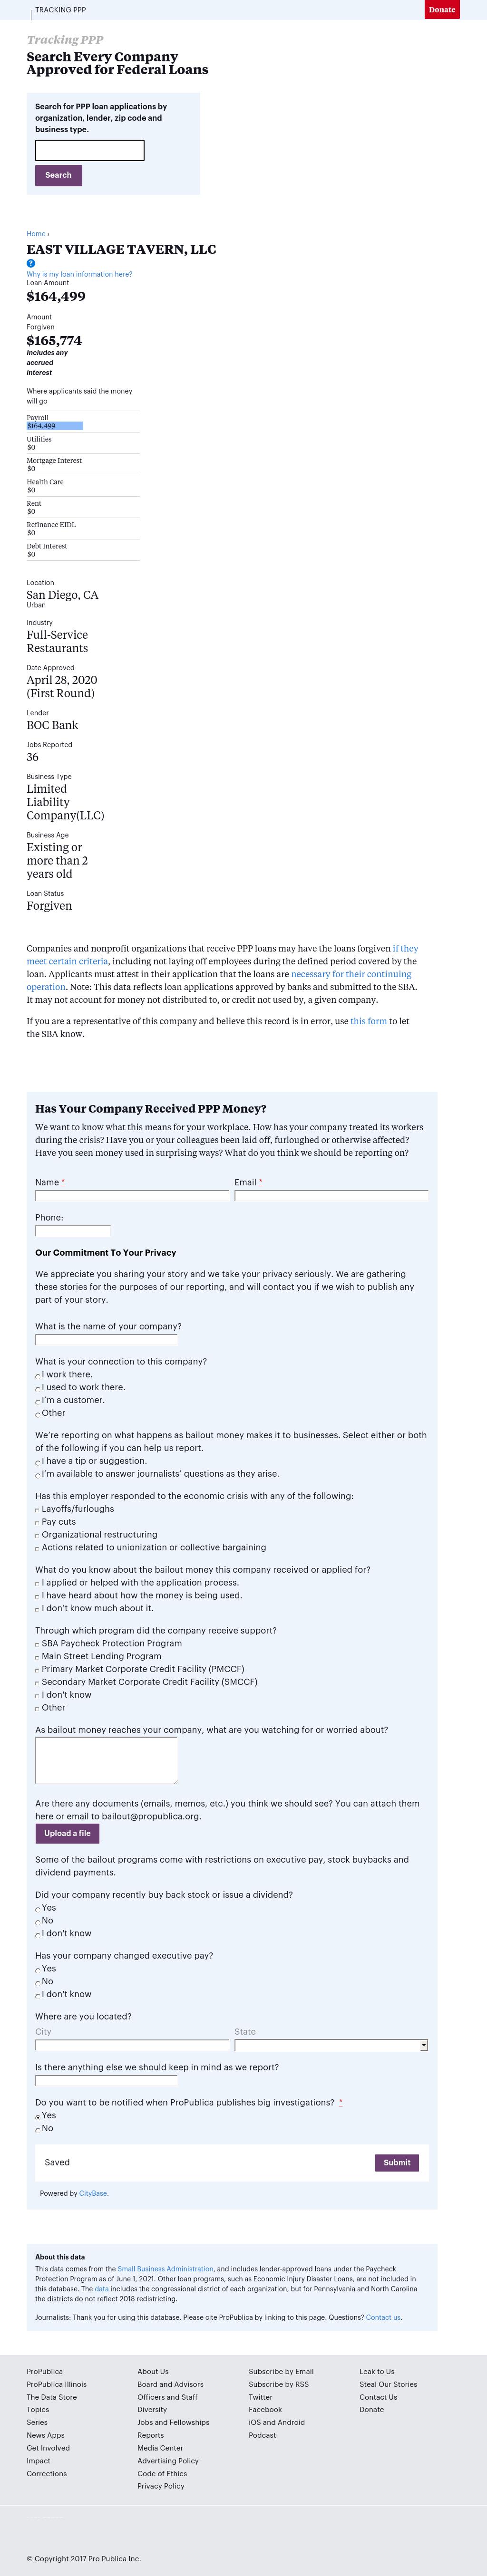 TRACKING PPP
Donate
Tracking PPP
Search Every Company
Approved for Federal Loans
Search for PPP loan applications by
organization, lender, zip code and
business type.
Search
Home ›
EAST VILLAGE TAVERN, LLC
?
Why is my loan information here?
Loan Amount
$164,499
Amount
Forgiven
$165,774
Includes any
accrued
interest
Where applicants said the money
will go
Payroll
$164,499
Utilities
$0
Mortgage Interest
$0
Health Care
$0
Rent
$0
Refinance EIDL
$0
Debt Interest
$0
Location
San Diego, CA
Urban
Industry
Full-Service
Restaurants
Date Approved
April 28, 2020
(First Round)
Lender
BOC Bank
Jobs Reported
36
Business Type
Limited
Liability
Company(LLC)
Business Age
Existing or
more than 2
years old
Loan Status
Forgiven
Companies and nonprofit organizations that receive PPP loans may have the loans forgiven if they
meet certain criteria, including not laying off employees during the defined period covered by the
loan. Applicants must attest in their application that the loans are necessary for their continuing
operation. Note: This data reflects loan applications approved by banks and submitted to the SBA.
It may not account for money not distributed to, or credit not used by, a given company.
If you are a representative of this company and believe this record is in error, use this form to let
the SBA know.
Has Your Company Received PPP Money?
We want to know what this means for your workplace. How has your company treated its workers
during the crisis? Have you or your colleagues been laid off, furloughed or otherwise affected?
Have you seen money used in surprising ways? What do you think we should be reporting on?
Name *
Email *
Phone:
Our Commitment To Your Privacy
We appreciate you sharing your story and we take your privacy seriously. We are gathering
these stories for the purposes of our reporting, and will contact you if we wish to publish any
part of your story.
What is the name of your company?
What is your connection to this company?
I work there.
I used to work there.
I'm a customer.
Other
We're reporting on what happens as bailout money makes it to businesses. Select either or both
of the following if you can help us report.
I have a tip or suggestion.
I'm available to answer journalists' questions as they arise.
Has this employer responded to the economic crisis with any of the following:
Layoffs/furloughs
Pay cuts
Organizational restructuring
Actions related to unionization or collective bargaining
What do you know about the bailout money this company received or applied for?
I applied or helped with the application process.
I have heard about how the money is being used.
I don't know much about it.
Through which program did the company receive support?
SBA Paycheck Protection Program
Main Street Lending Program
Primary Market Corporate Credit Facility (PMCCF)
Secondary Market Corporate Credit Facility (SMCCF)
I don't know
Other
As bailout money reaches your company, what are you watching for or worried about?
Are there any documents (emails, memos, etc.) you think we should see? You can attach them
here or email to bailout@propublica.org.
Upload a file
Some of the bailout programs come with restrictions on executive pay, stock buybacks and
dividend payments.
Did your company recently buy back stock or issue a dividend?
Yes
No
I don't know
Has your company changed executive pay?
Yes
No
I don't know
Where are you located?
City
State
Is there anything else we should keep in mind as we report?
Do you want to be notified when ProPublica publishes big investigations? *
Yes
No
Saved
Submit
Powered by CityBase.
About this data
This data comes from the Small Business Administration, and includes lender-approved loans under the Paycheck
Protection Program as of June 1, 2021. Other loan programs, such as Economic Injury Disaster Loans, are not included in
this database. The data includes the congressional district of each organization, but for Pennsylvania and North Carolina
the districts do not reflect 2018 redistricting.
Journalists: Thank you for using this database. Please cite ProPublica by linking to this page. Questions? Contact us.
ProPublica
ProPublica Illinois
The Data Store
Topics
Series
News Apps
Get Involved
Impact
Corrections
About Us
Board and Advisors
Officers and Staff
Diversity
Jobs and Fellowships
Reports
Media Center
Advertising Policy
Code of Ethics
Privacy Policy
Subscribe by Email
Subscribe by RSS
Twitter
Facebook
iOS and Android
Podcast
Leak to Us
Steal Our Stories
Contact Us
Donate
© Copyright 2017 Pro Publica Inc.